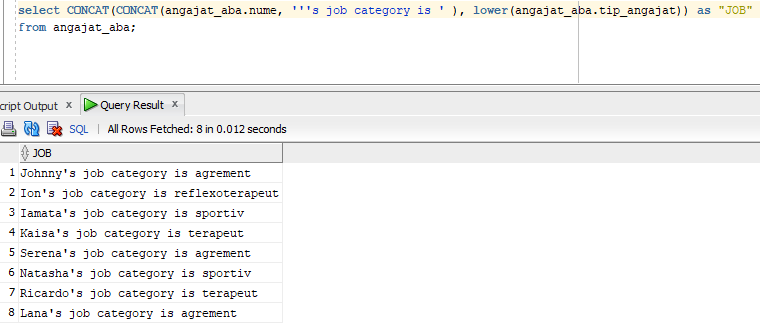 select CONCAT(CONCAT(angajat_aba.nume, '''s job category is ' ), lower(angajat_aba.tip_angajat)) as "JOB"
from angajat_aba;
cript Output x Query Result x
SQL | All Rows Fetched: 8 in 0.012 seconds
JOB
1 Johnny's job category is agrement
2 Ion's job category is reflexoterapeut
3 Iamata's job category is sportiv
4 Kaisa's job category is terapeut
5 Serena's job category is agrement
6 Natasha's job category is sportiv
7 Ricardo's job category is terapeut
8 Lana's job category is agrement